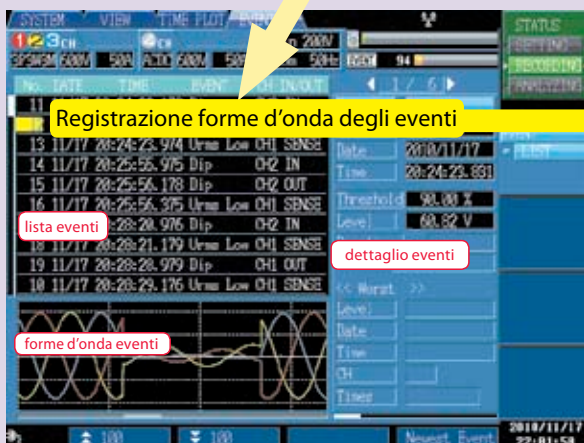 SYSTEM VIEW TIME PLOT EVENT
STATUS
SETTING
RECORDING
ANALYZING
123CH 4CH
3P3W3M 600V 50A AC/DC 600V 50Hz EVENT 94
No. DATE TIME EVENT CH IN/OUT
1 / 6
11 11/17
Registrazione forme d'onda degli eventi
13 11/17 20:24:23.974 Urms Low CH1 SENSE
Date 2010/11/17
LIST
14 11/17 20:25:55.975 Dip CH2 IN
Time 20:24:23.831
15 11/17 20:25:56.178 Dip CH2 OUT
16 11/17 20:25:56.375 Urms Low CH1 SENSE
Threshold 90.00 %
lista eventi
20:28:20.976 Dip CH2 IN
Level 60.82 V
18 11/17 20:28:21.179 Urms Low CH1 SENSE
dettaglio eventi
19 11/17 20:28:28.979 Dip CH1 OUT
10 11/17 20:28:29.176 Urms Low CH1 SENSE
<< Worst >>
Level
forme d'onda eventi
Date
Time
CH
Times
100 100 Newest Event
2010/11/17